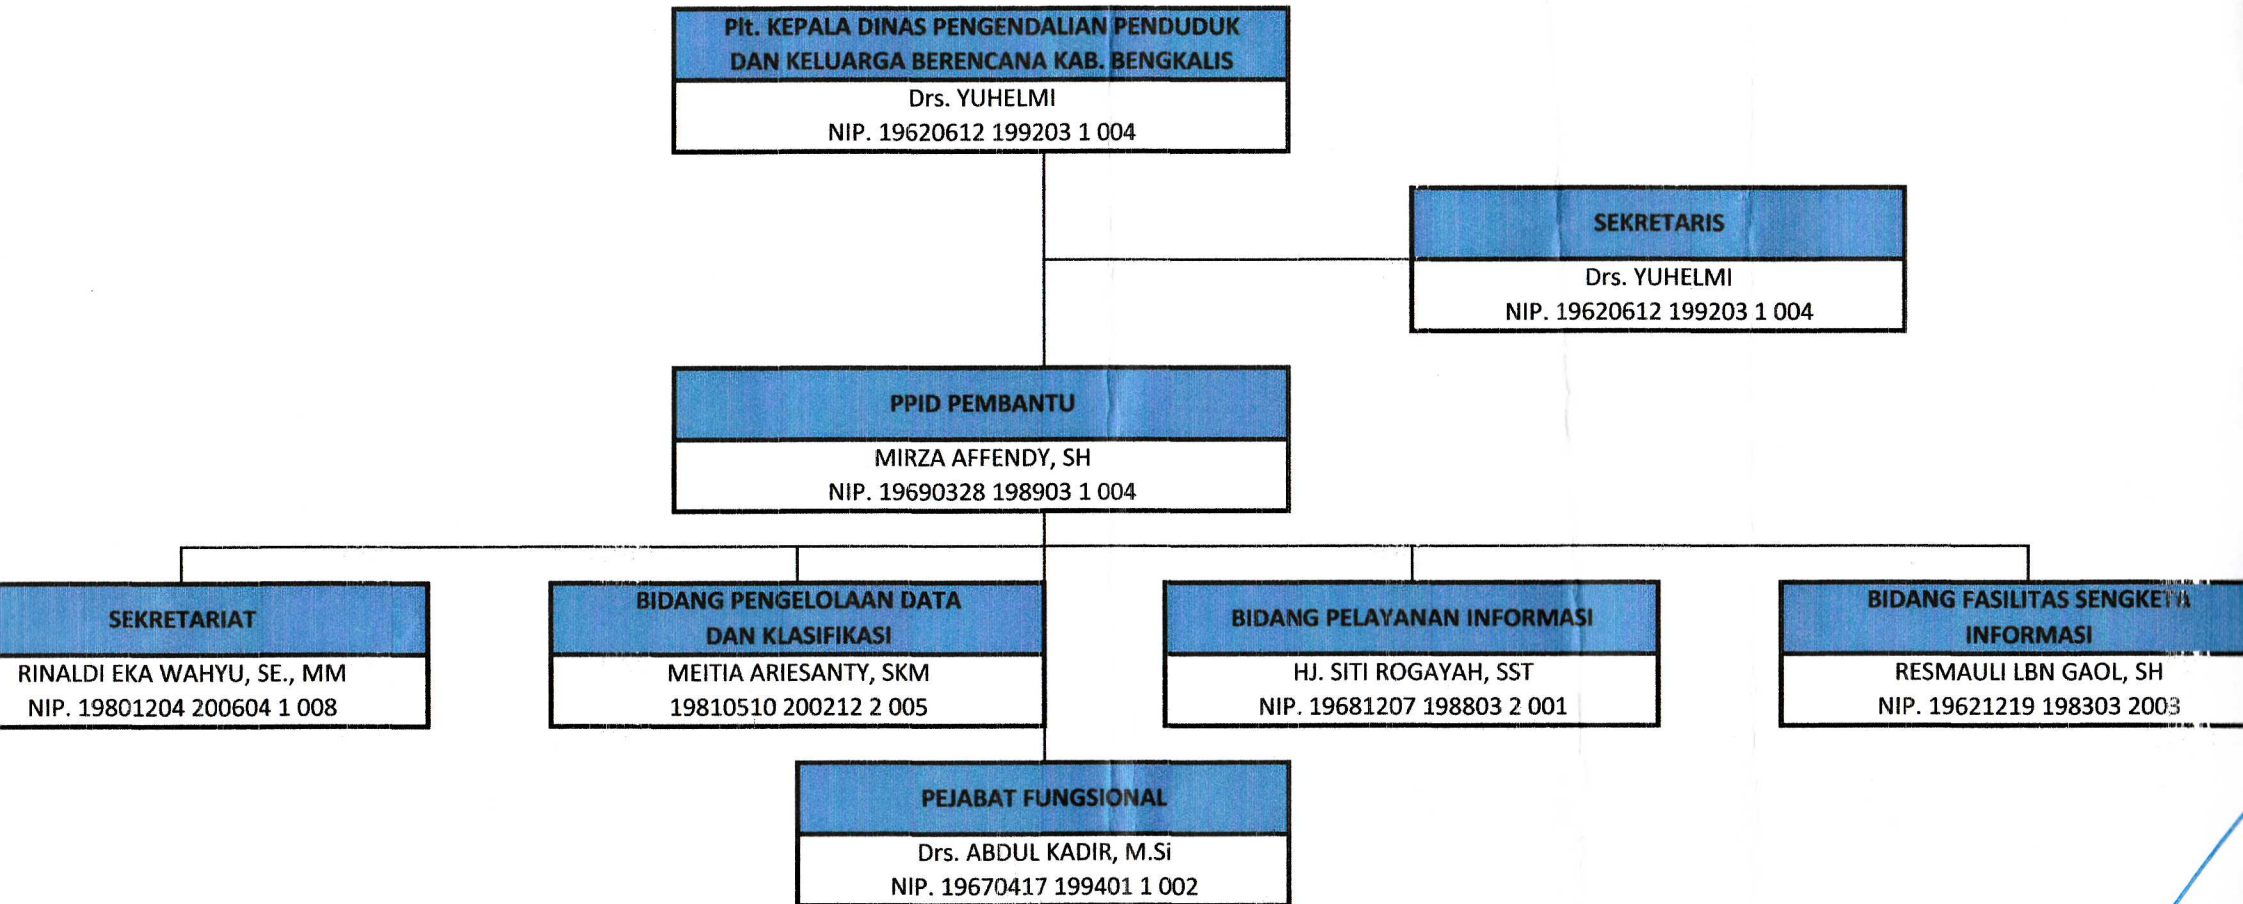 Plt. KEPALA DINAS PENGENDALIAN PENDUDUK
DAN KELUARGA BERENCANA KAB. BENGKALIS
Drs. YUHELMI
NIP. 19620612 199203 1 004
SEKRETARIS
Drs. YUHELMI
NIP. 19620612 199203 1 004
PPID PEMBANTU
MIRZA AFFENDY, SH
NIP. 19690328 198903 1 004
SEKRETARIAT
RINALDI EKA WAHYU, SE., MM
NIP. 19801204 200604 1 008
BIDANG PENGELOLAAN DATA
DAN KLASIFIKASI
MEITIA ARIESANTY, SKM
19810510 200212 2 005
BIDANG PELAYANAN INFORMASI
HJ. SITI ROGAYAH, SST
NIP. 19681207 198803 2 001
BIDANG FASILITAS SENGKETA
INFORMASI
RESMAULI LBN GAOL, SH
NIP. 19621219 198303 2003
PEJABAT FUNGSIONAL
Drs. ABDUL KADIR, M.Si
NIP. 19670417 199401 1 002